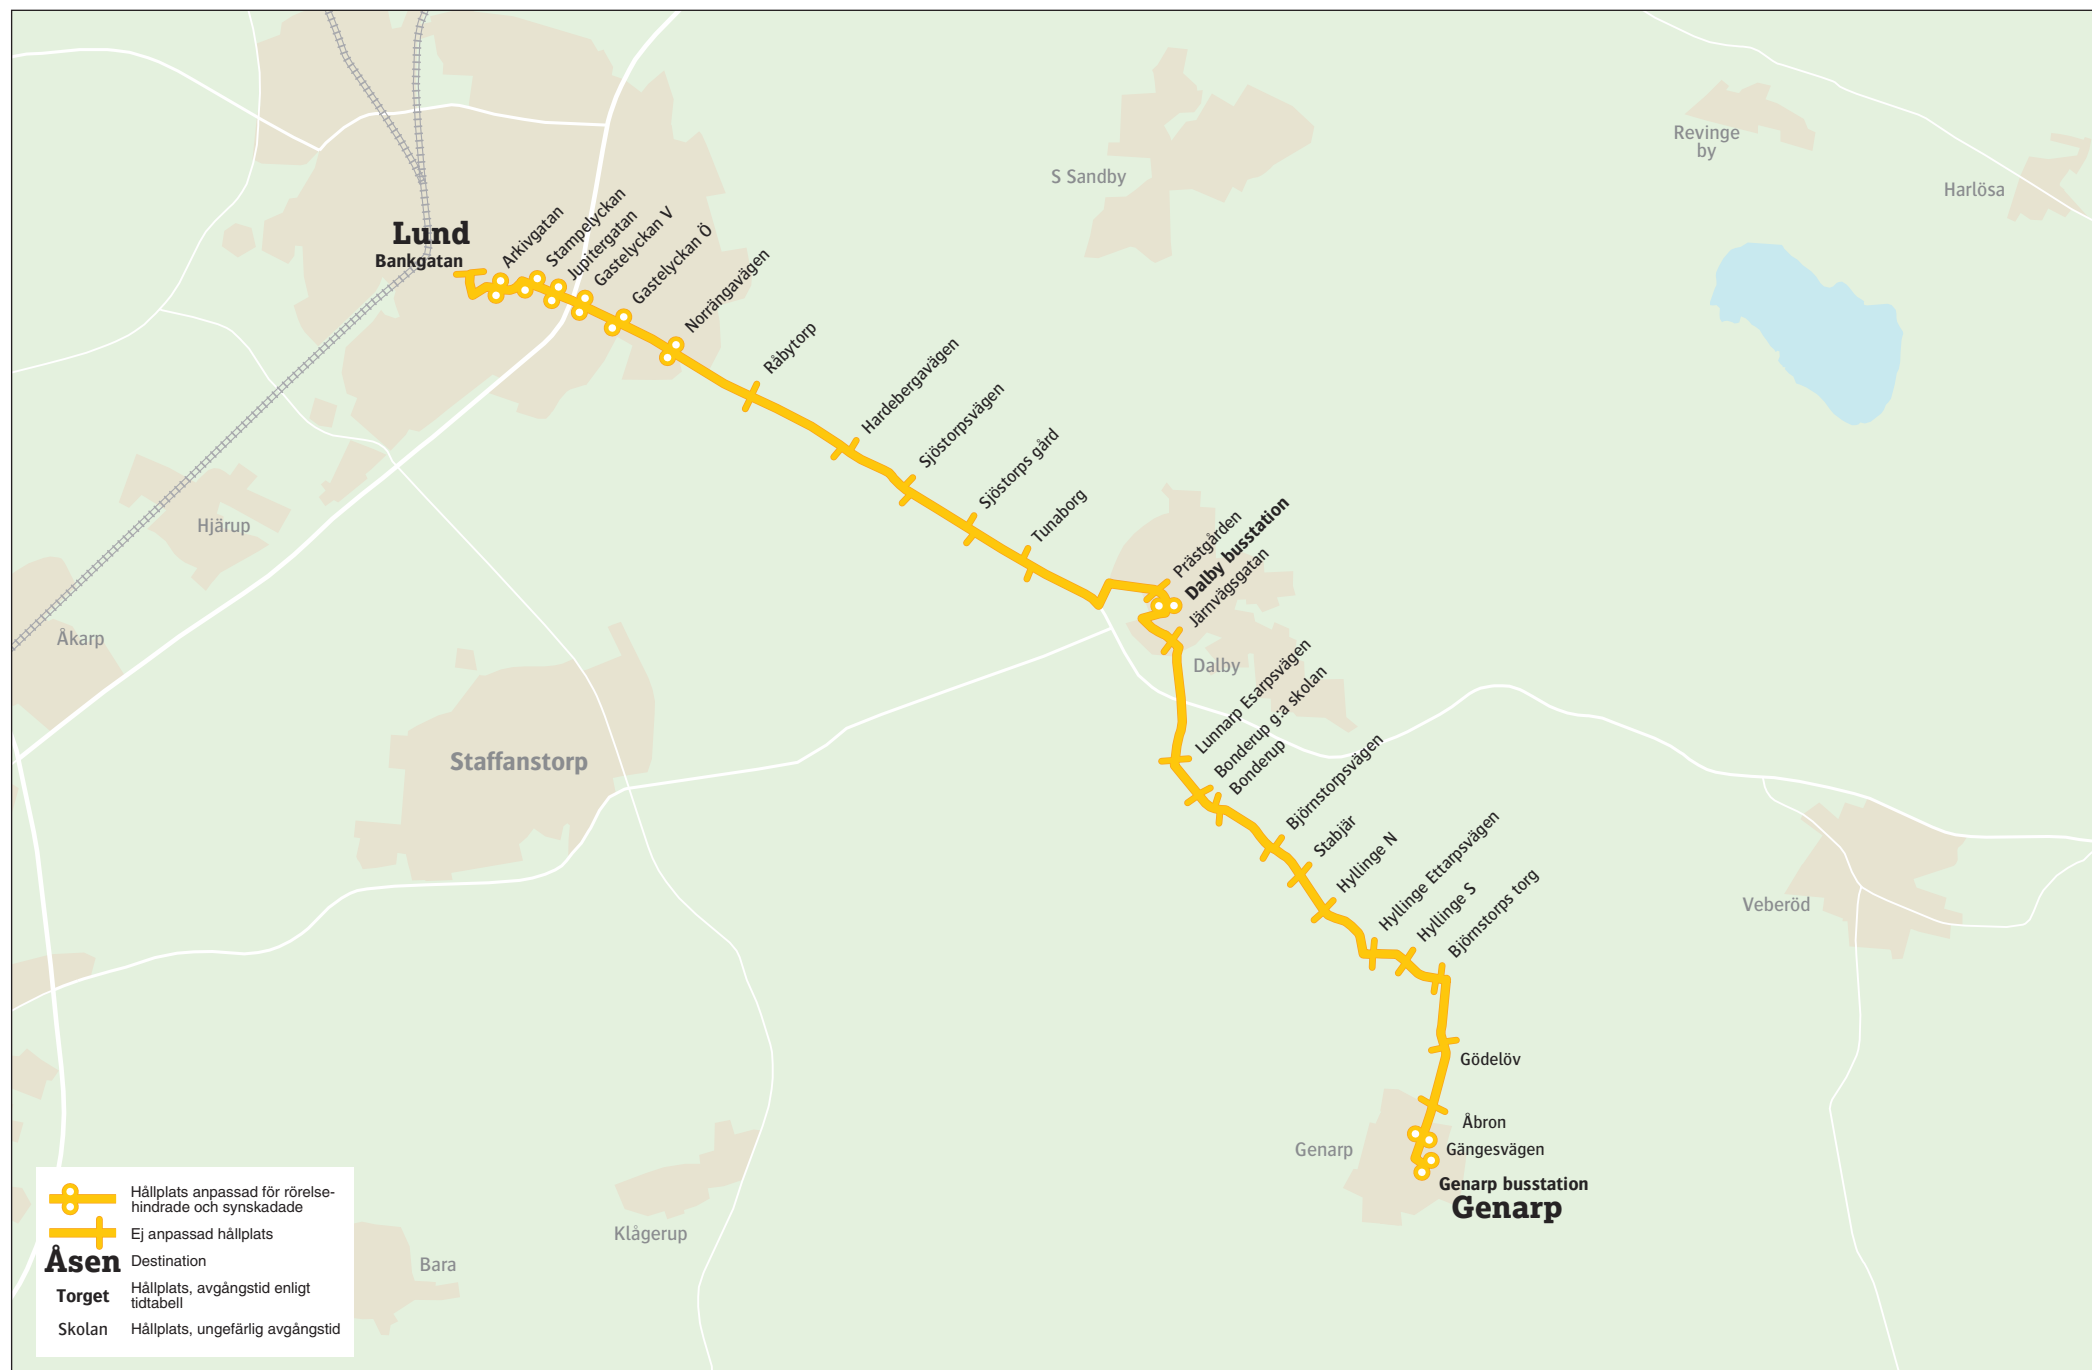 Revinge
by
Harlösa
S Sandby
Lund
Bankgatan
Arkivgatan
Stampelyckan
Jupitergatan
Gastelyckan V
Gastelyckan Ö
Norrängavägen
Råbytorp
Hardebergavägen
Sjöstorpsvägen
Sjöstorps gård
Tunaborg
Prästgården
Dalby busstation
Järnvägsgatan
Dalby
Hjärup
Åkarp
Staffanstorp
Lunnarp Esarpsvägen
Bonderup g:a skolan
Bonderup
Björnstorpsvägen
Stabjär
Hyllinge N
Hyllinge Ettarpsvägen
Hyllinge S
Björnstorps torg
Veberöd
Gödelöv
Åbron
Genarp
Gängesvägen
Genarp busstation
Genarp
Klågerup
Bara
Hållplats anpassad för rörelse-
hindrade och synskadade
Ej anpassad hållplats
Åsen Destination
Torget Hållplats, avgångstid enligt
tidtabell
Skolan Hållplats, ungefärlig avgångstid